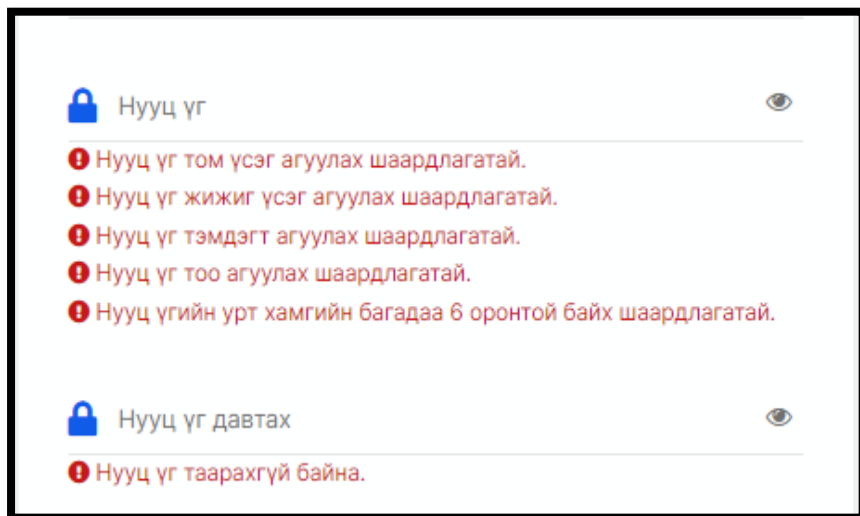 Нууц үг
Нууц үг том үсэг агуулах шаардлагатай.
Нууц үг жижиг үсэг агуулах шаардлагатай.
Нууц үг тэмдэгт агуулах шаардлагатай.
Нууц үг тоо агуулах шаардлагатай.
Нууц үгийн урт хамгийн багадаа 6 оронтой байх шаардлагатай.
Нууц үг давтах
Нууц үг таарахгүй байна.